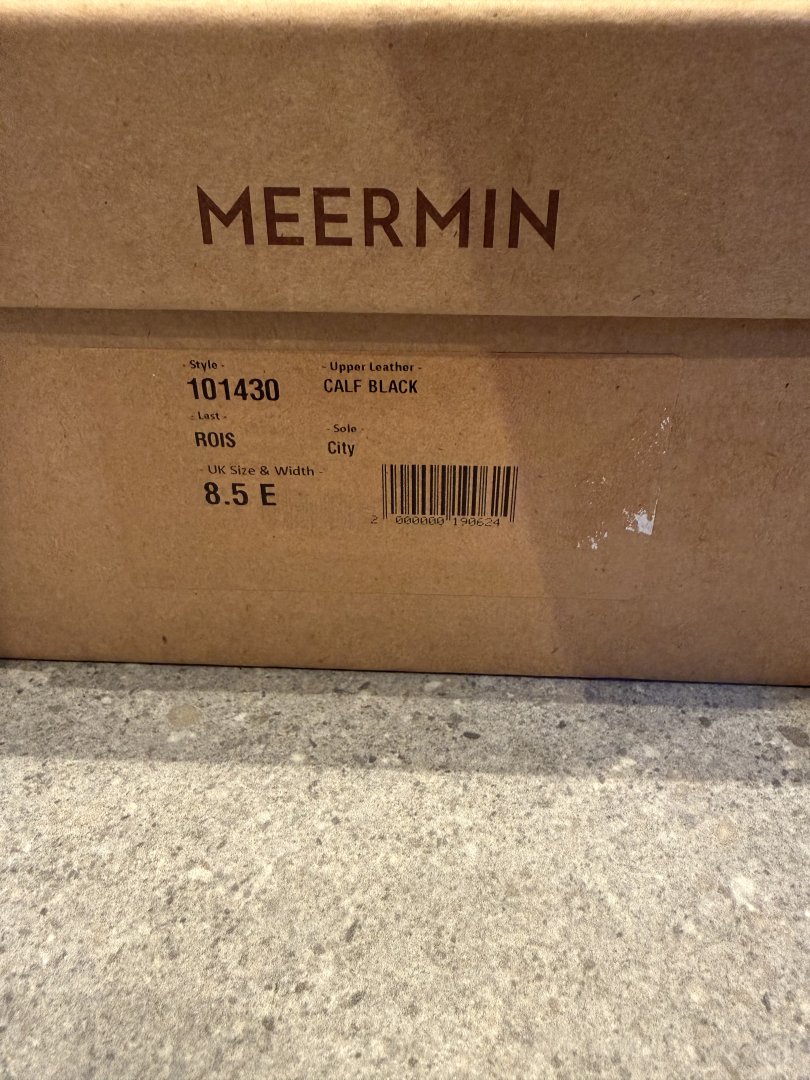 MEERMIN
- Style -
101430
- Upper Leather -
CALF BLACK
- Last -
ROIS
- Sole -
City
- UK Size & Width -
8.5 E
2 000000 190624